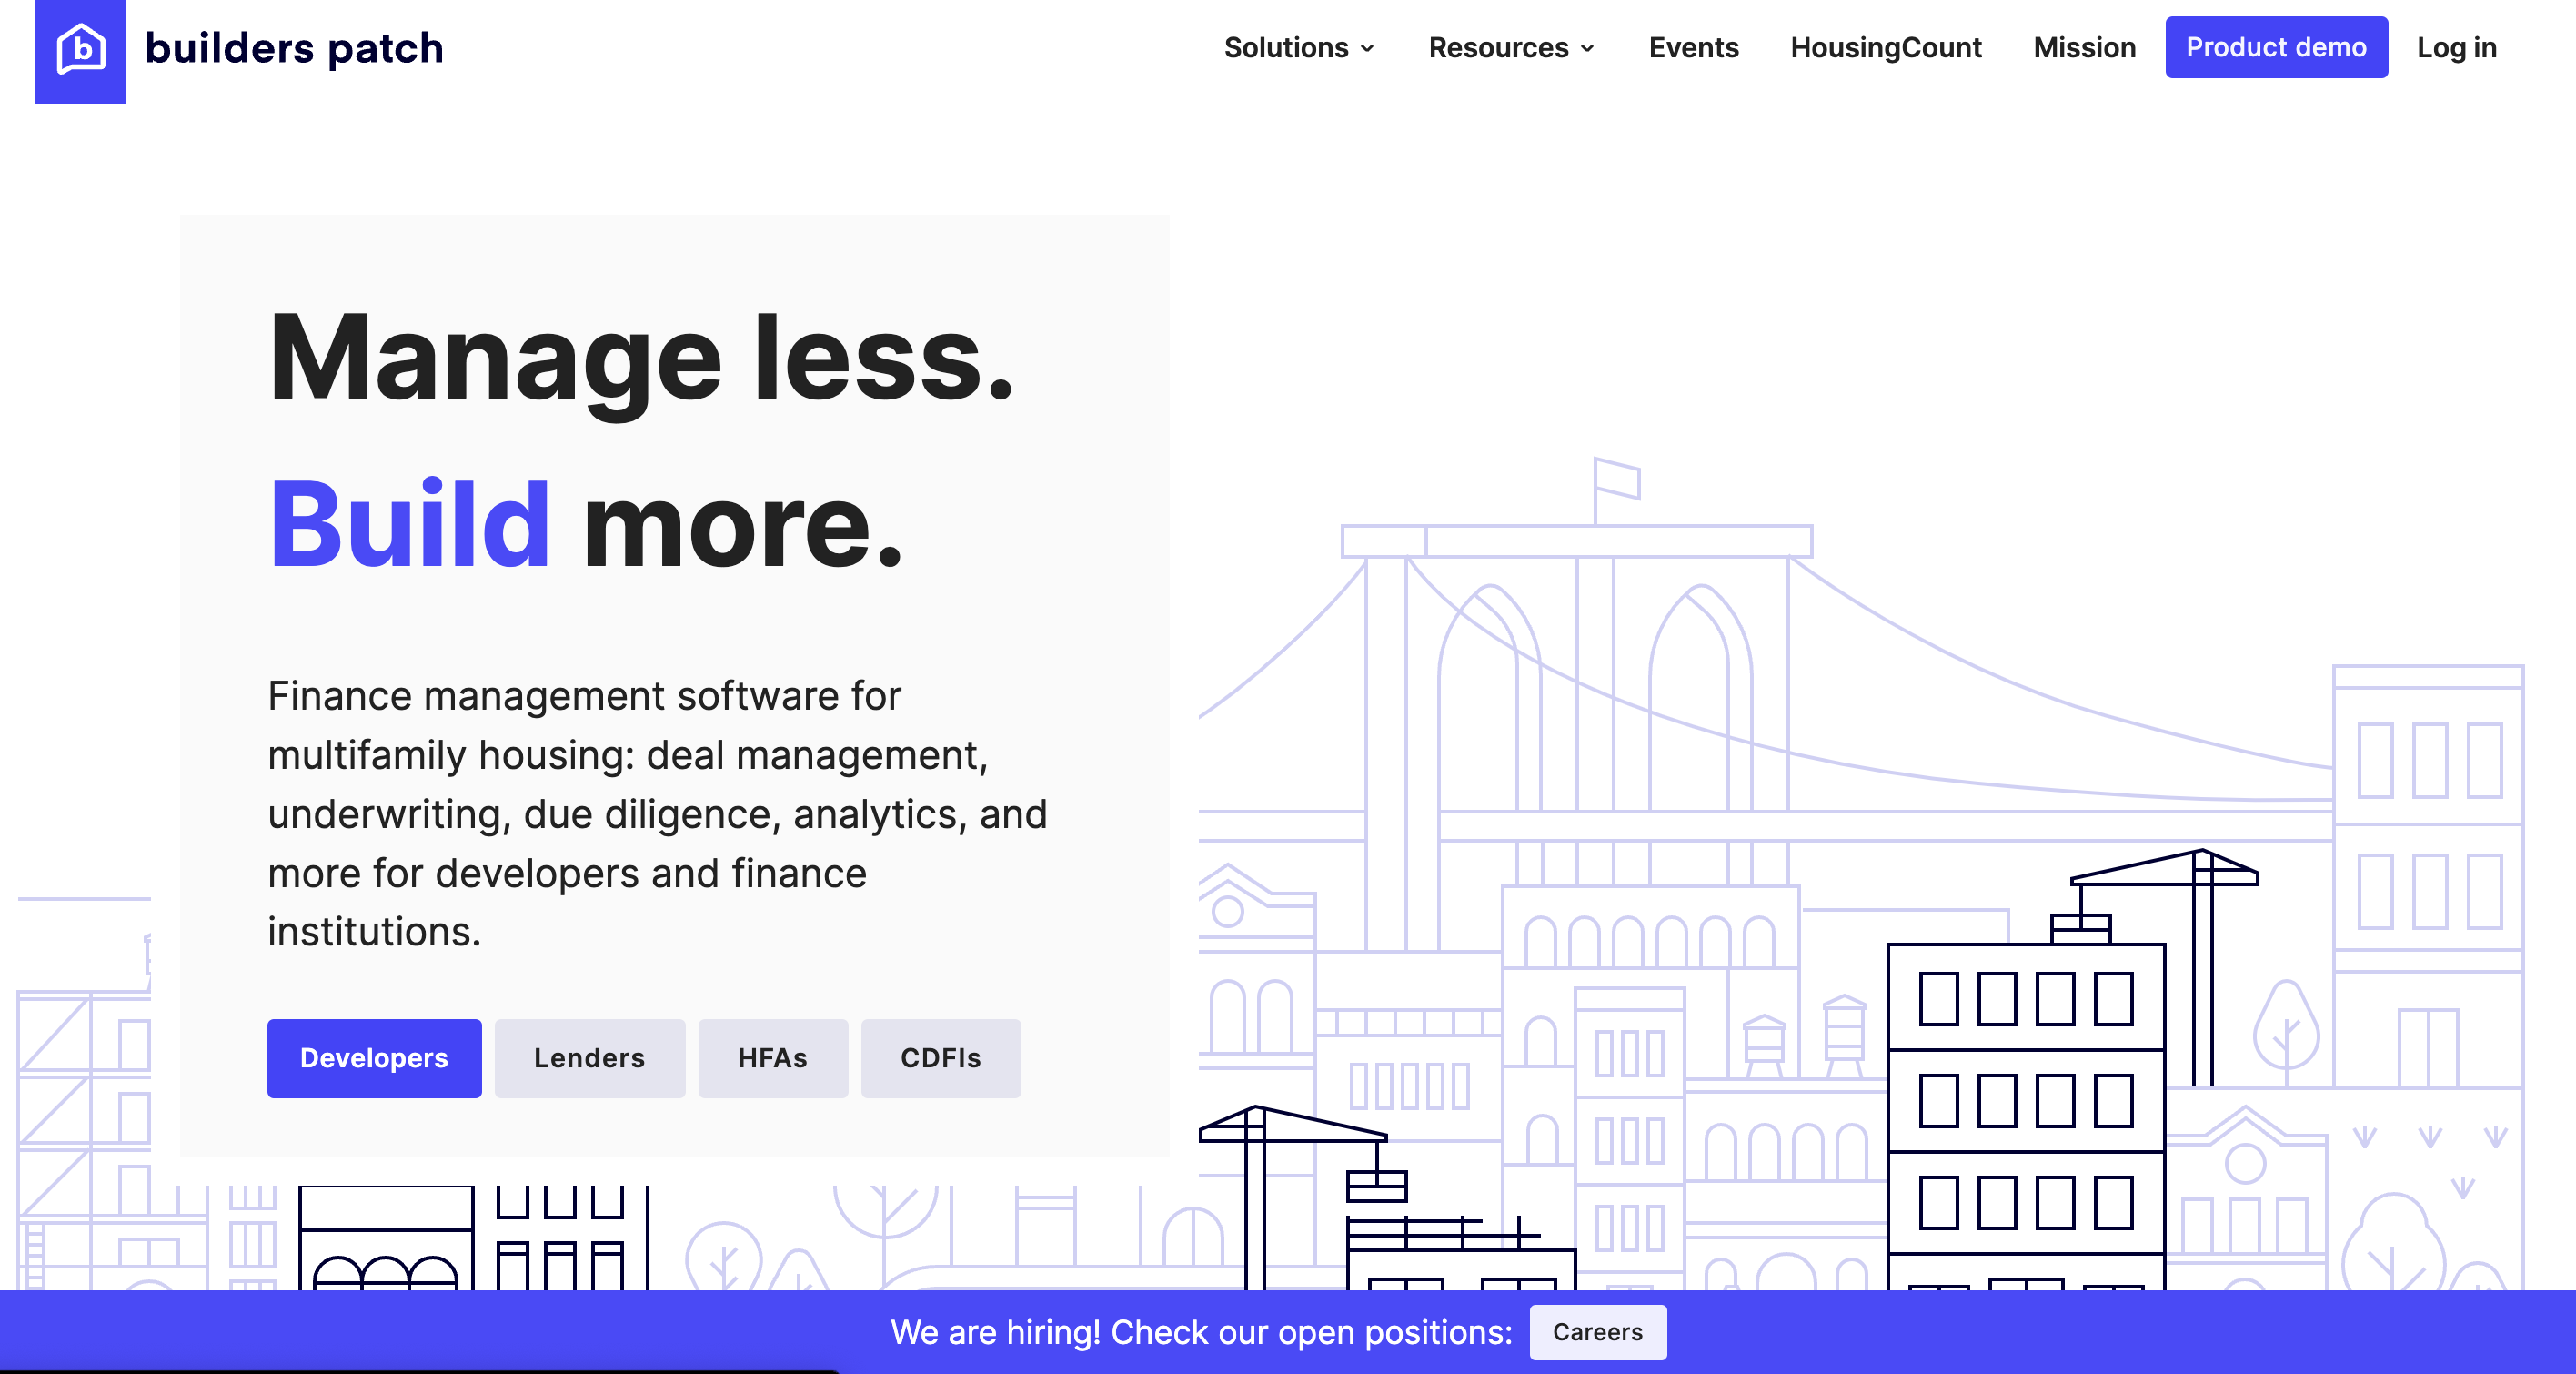 builders patch
Solutions
Resources
Events
HousingCount
Mission
Product demo
Log in
Manage less.
Build more.
Finance management software for
multifamily housing: deal management,
underwriting, due diligence, analytics, and
more for developers and finance
institutions.
Developers
Lenders
HFAs
CDFIs
We are hiring! Check our open positions:
Careers